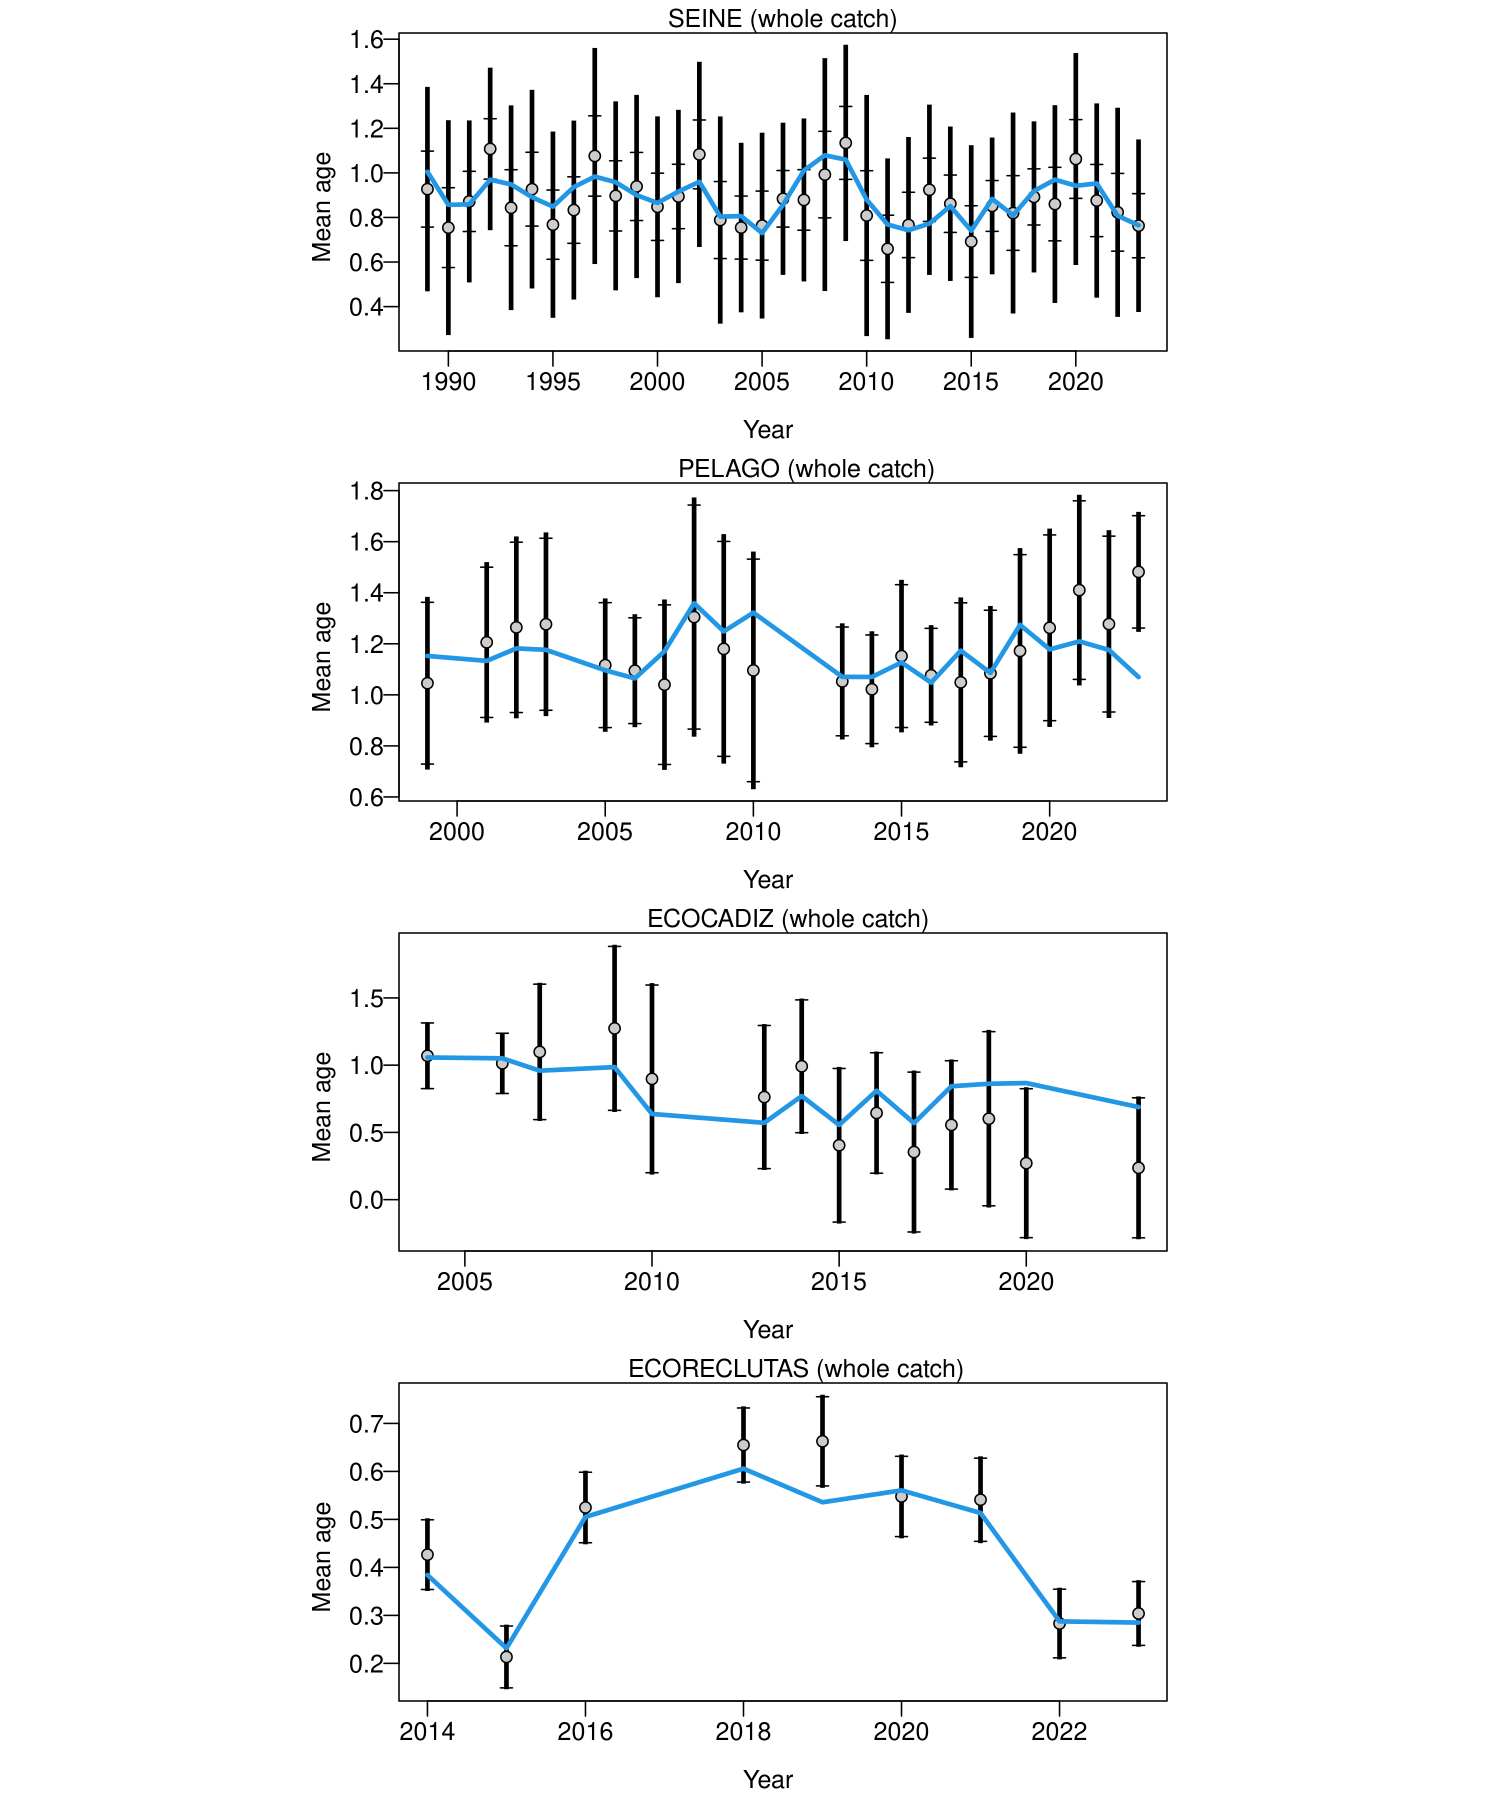 SEINE (whole catch)
1.6
1.4
1.2
1.0
0.8
0.6
0.4
Mean age
1990 1995 2000 2005 2010 2015 2020
Year
PELAGO (whole catch)
1.8
1.6
1.4
1.2
1.0
0.8
0.6
Mean age
2000 2005 2010 2015 2020
Year
ECOCADIZ (whole catch)
1.5
1.0
0.5
0.0
Mean age
2005 2010 2015 2020
Year
ECORECLUTAS (whole catch)
0.7
0.6
0.5
0.4
0.3
0.2
Mean age
2014 2016 2018 2020 2022
Year